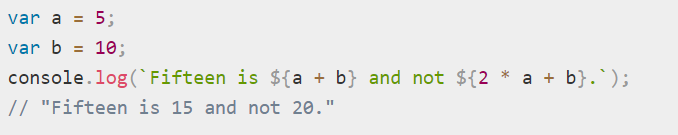 var a = 5;
var b = 10;
console.log(`Fifteen is ${a + b} and not ${2 * a + b}.`);
// "Fifteen is 15 and not 20."